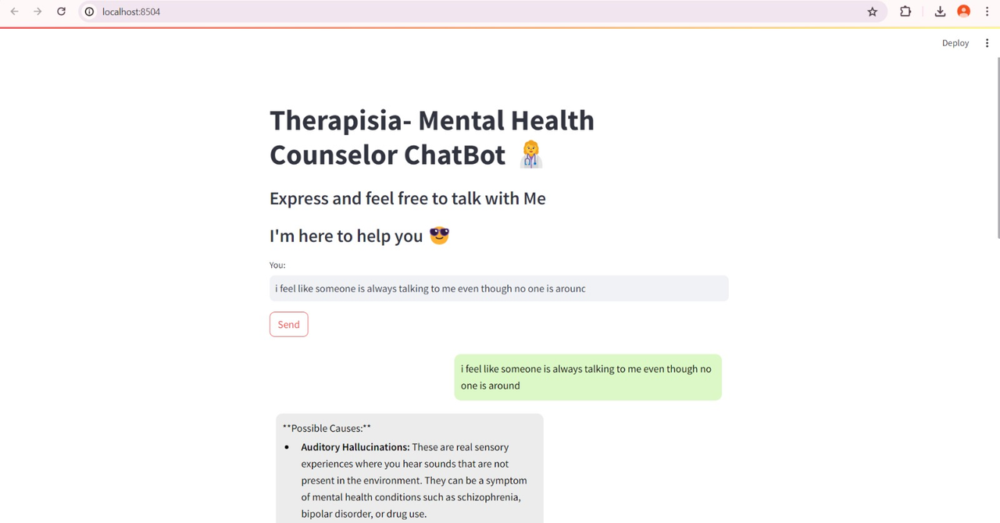 localhost:8504
Deploy
Therapisia- Mental Health
Counselor ChatBot 👩‍⚕️
Express and feel free to talk with Me
I'm here to help you 😎
You:
i feel like someone is always talking to me even though no one is arounc
Send
i feel like someone is always talking to me even though no
one is around
**Possible Causes:**
• Auditory Hallucinations: These are real sensory
experiences where you hear sounds that are not
present in the environment. They can be a symptom
of mental health conditions such as schizophrenia,
bipolar disorder, or drug use.